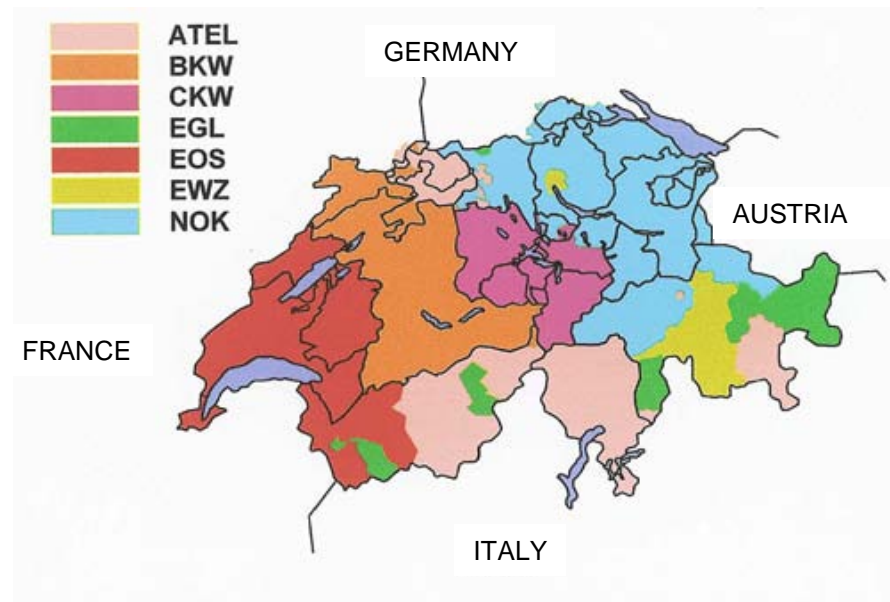 ATEL
BKW
CKW
EGL
EOS
EWZ
NOK
GERMANY
AUSTRIA
FRANCE
ITALY